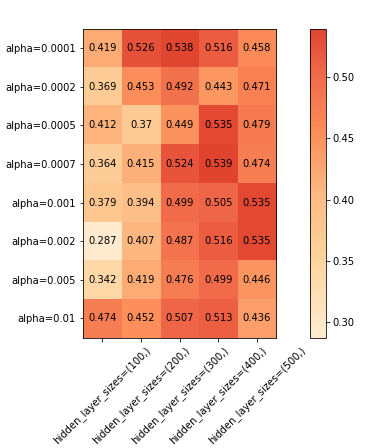 alpha=0.0001 0.419 0.526 0.538 0.516 0.458
alpha=0.0002 0.369 0.453 0.492 0.443 0.471
alpha=0.0005 0.412 0.37 0.449 0.535 0.479
alpha=0.0007 0.364 0.415 0.524 0.539 0.474
alpha=0.001 0.379 0.394 0.499 0.505 0.535
alpha=0.002 0.287 0.407 0.487 0.516 0.535
alpha=0.005 0.342 0.419 0.476 0.499 0.446
alpha=0.01 0.474 0.452 0.507 0.513 0.436
hidden_layer_sizes=(100,)
hidden_layer_sizes=(200,)
hidden_layer_sizes=(300,)
hidden_layer_sizes=(400,)
hidden_layer_sizes=(500,)
0.50
0.45
0.40
0.35
0.30